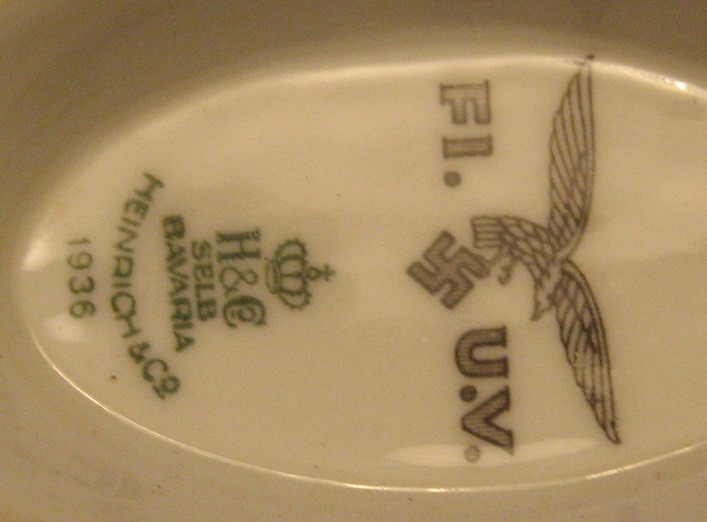 Fl. U.V.
H&C
SELB
BAVARIA
HEINRICH & Cº
1936